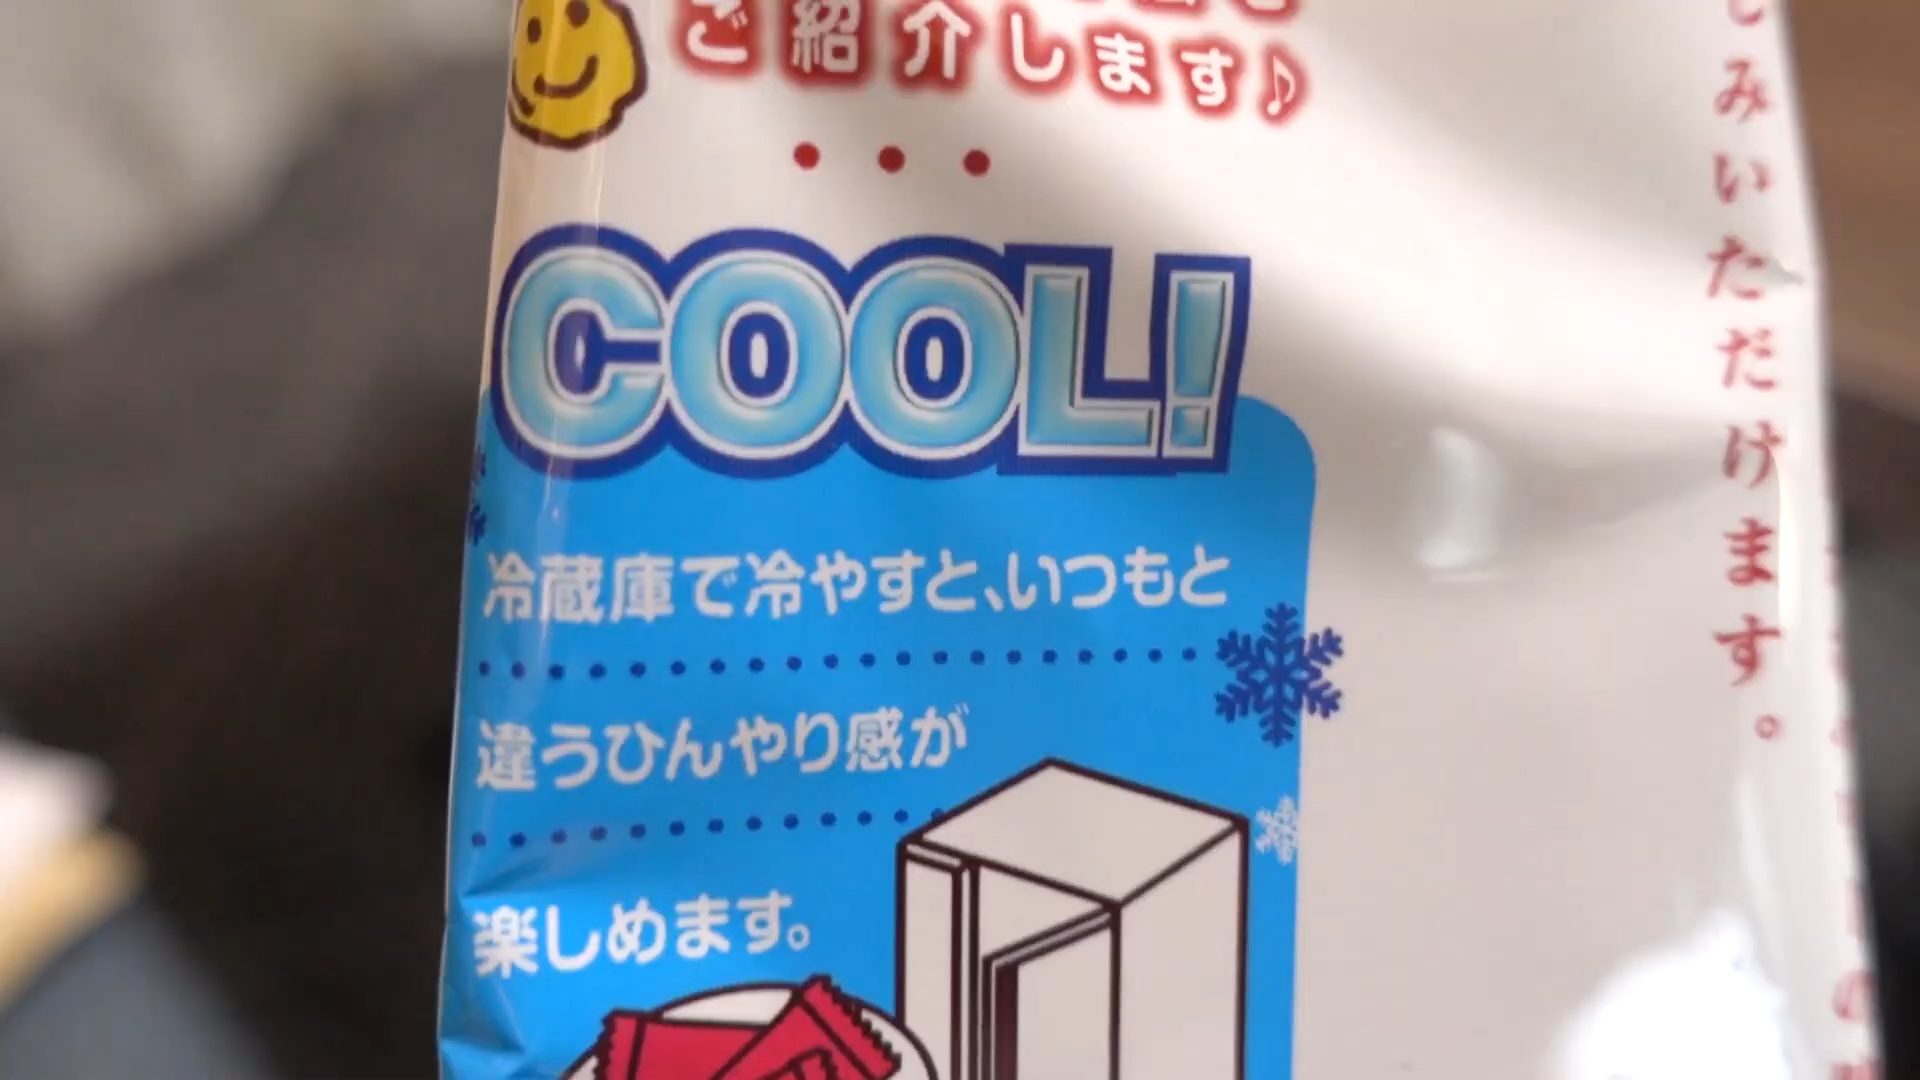 ご紹介します♪
COOL!
冷蔵庫で冷やすと、いつもと
違うひんやり感が
楽しめます。
しみいただけます。